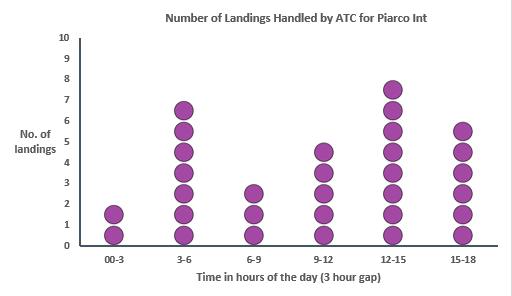 Number of Landings Handled by ATC for Piarco Int
10
9
8
7
6
5
4
3
2
1
0
No. of
landings
00-3 3-6 6-9 9-12 12-15 15-18
Time in hours of the day (3 hour gap)